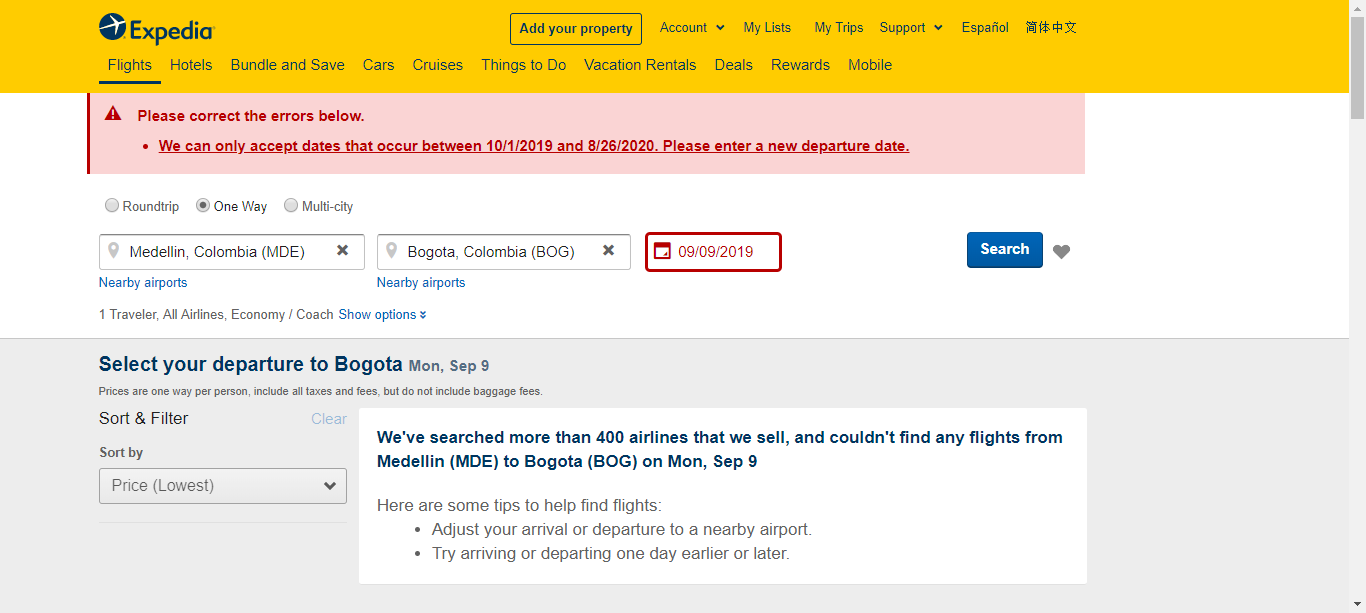 Expedia
Add your property
Account
My Lists
My Trips
Support
Español
简体中文
Flights
Hotels
Bundle and Save
Cars
Cruises
Things to Do
Vacation Rentals
Deals
Rewards
Mobile
Please correct the errors below.
We can only accept dates that occur between 10/1/2019 and 8/26/2020. Please enter a new departure date.
Roundtrip
One Way
Multi-city
Medellin, Colombia (MDE)
Bogota, Colombia (BOG)
09/09/2019
Search
Nearby airports
Nearby airports
1 Traveler, All Airlines, Economy / Coach Show options
Select your departure to Bogota Mon, Sep 9
Prices are one way per person, include all taxes and fees, but do not include baggage fees.
Sort & Filter
Clear
Sort by
Price (Lowest)
We've searched more than 400 airlines that we sell, and couldn't find any flights from
Medellin (MDE) to Bogota (BOG) on Mon, Sep 9
Here are some tips to help find flights:
Adjust your arrival or departure to a nearby airport.
Try arriving or departing one day earlier or later.